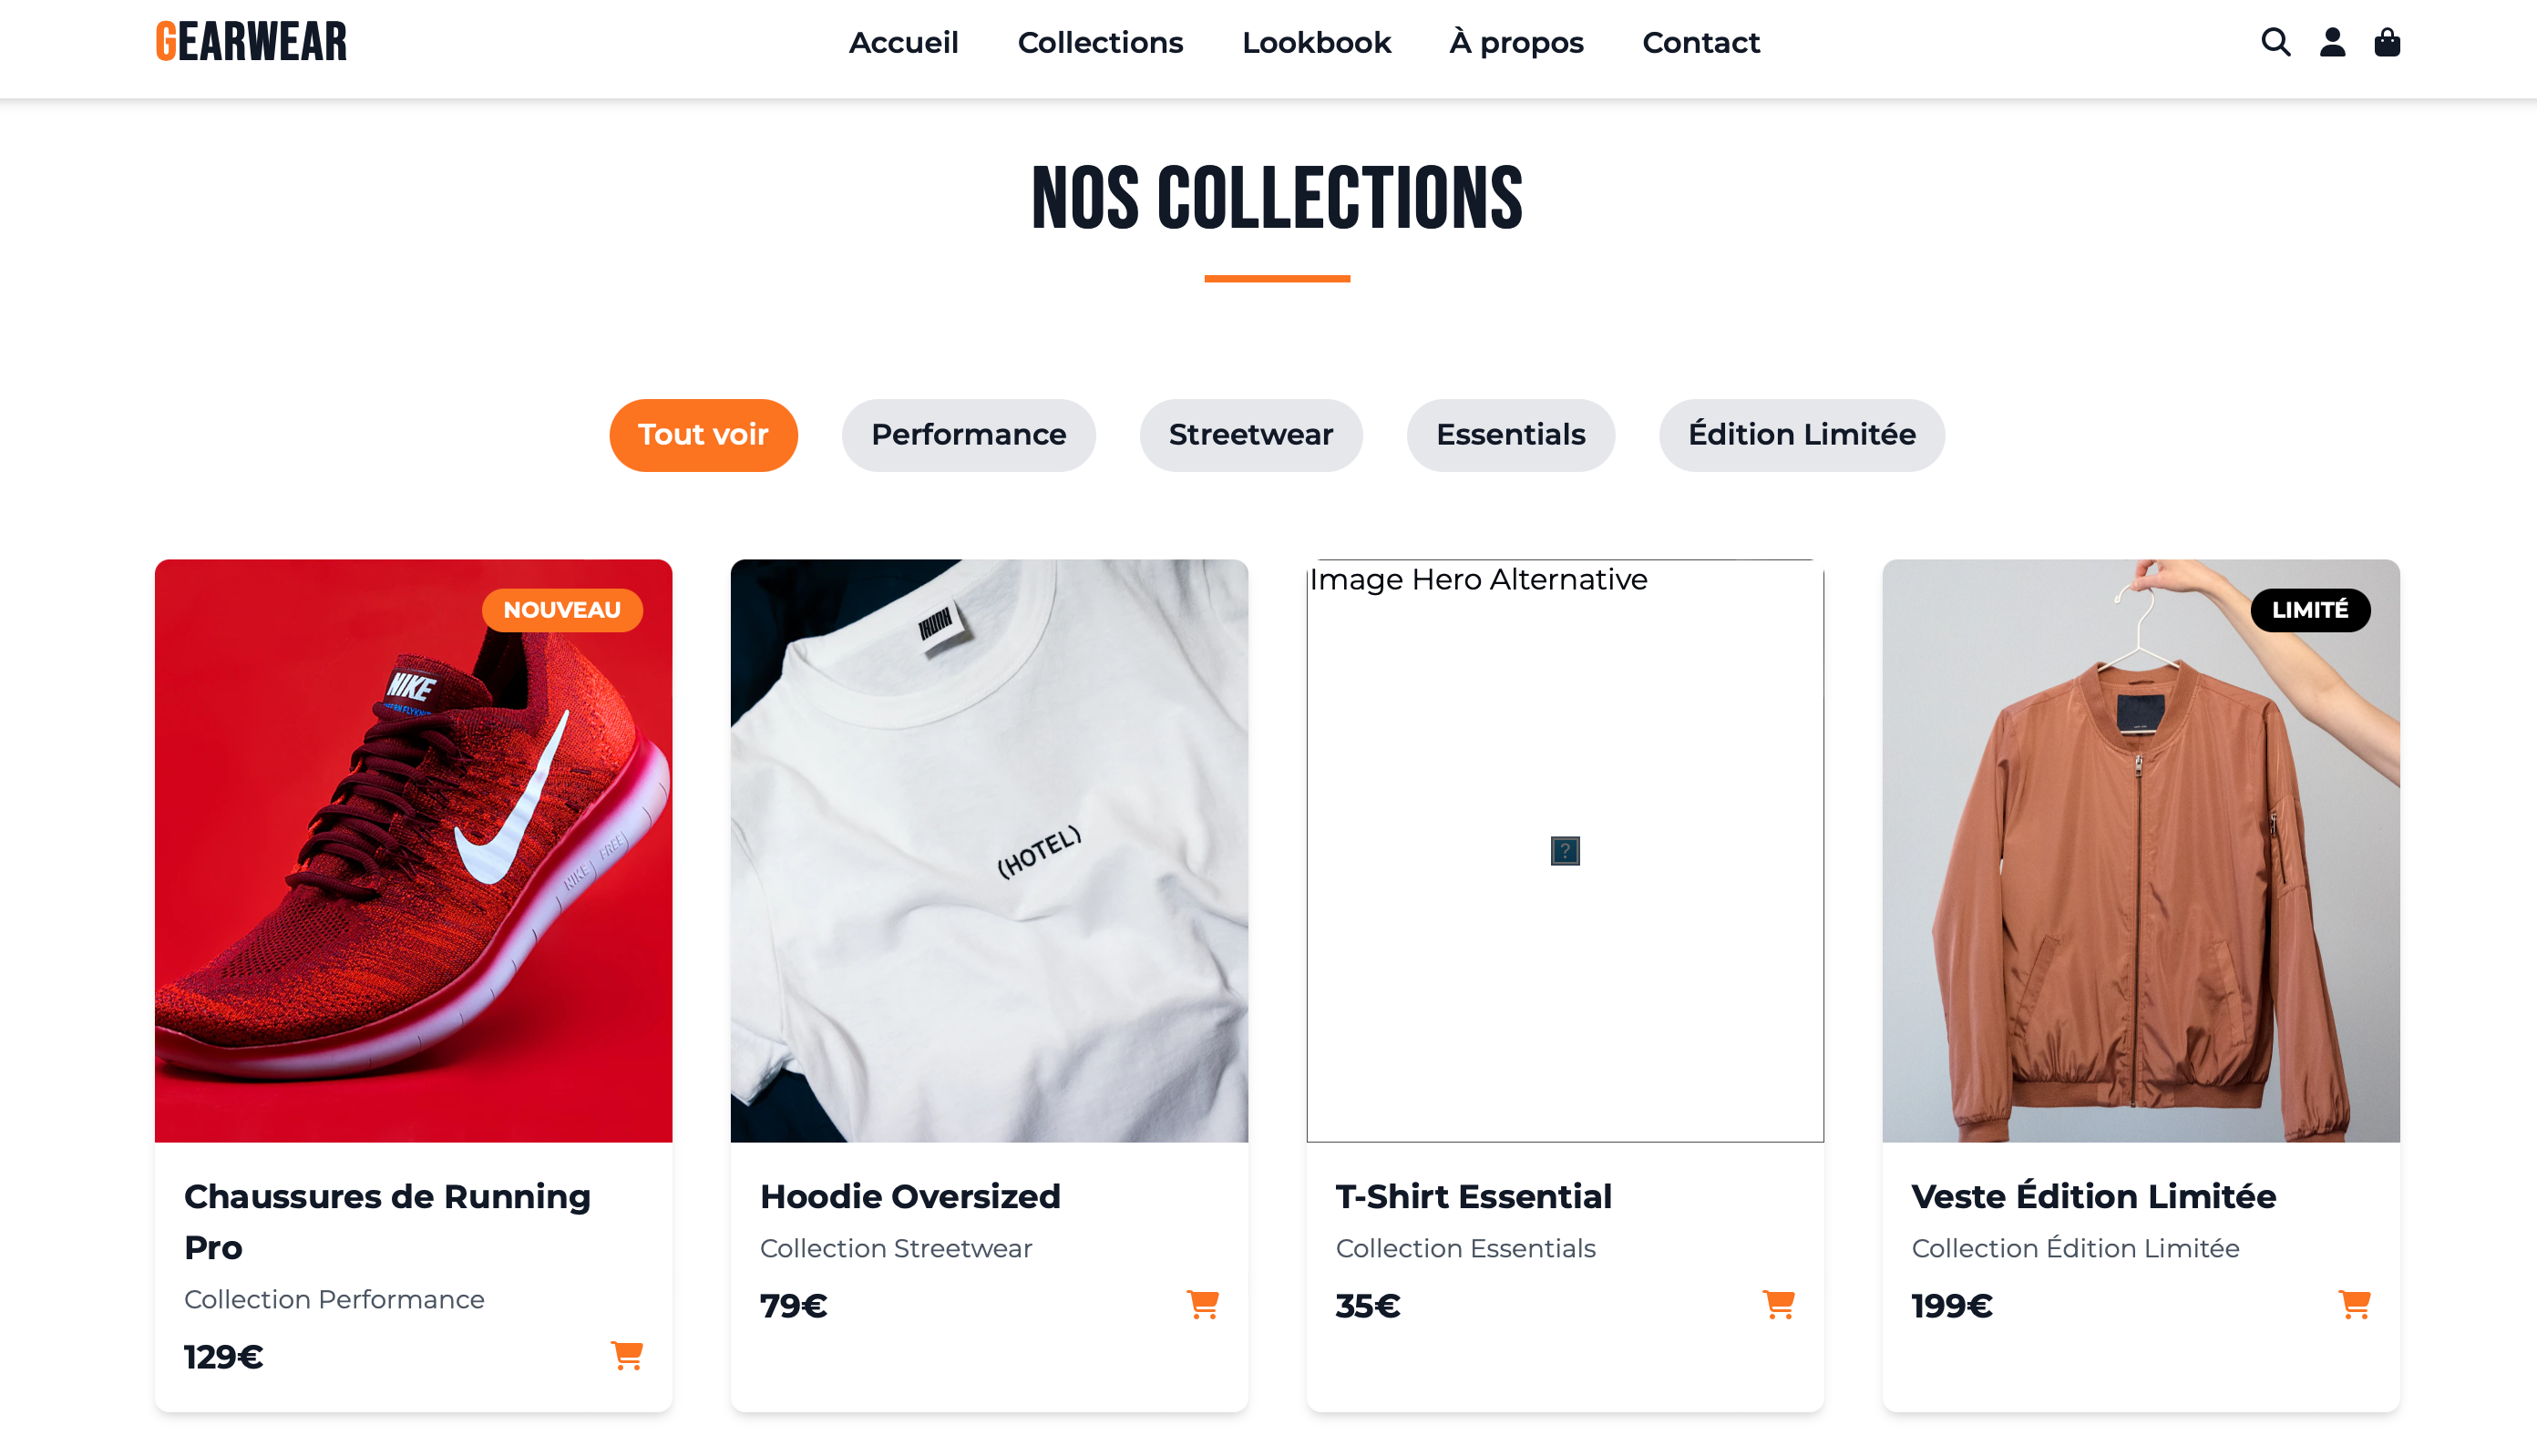 GEARWEAR
Accueil Collections Lookbook À propos Contact
NOS COLLECTIONS
Tout voir Performance Streetwear Essentials Édition Limitée
NOUVEAU
NIKE
NIKE FREE
(HOTEL)
Image Hero Alternative
?
LIMITÉ
Chaussures de Running
Pro
Collection Performance
129€
Hoodie Oversized
Collection Streetwear
79€
T-Shirt Essential
Collection Essentials
35€
Veste Édition Limitée
Collection Édition Limitée
199€